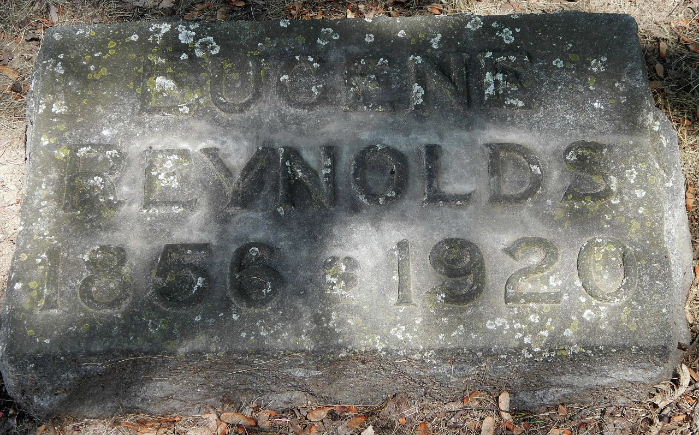 EUGENE
REYNOLDS
1856 - 1920